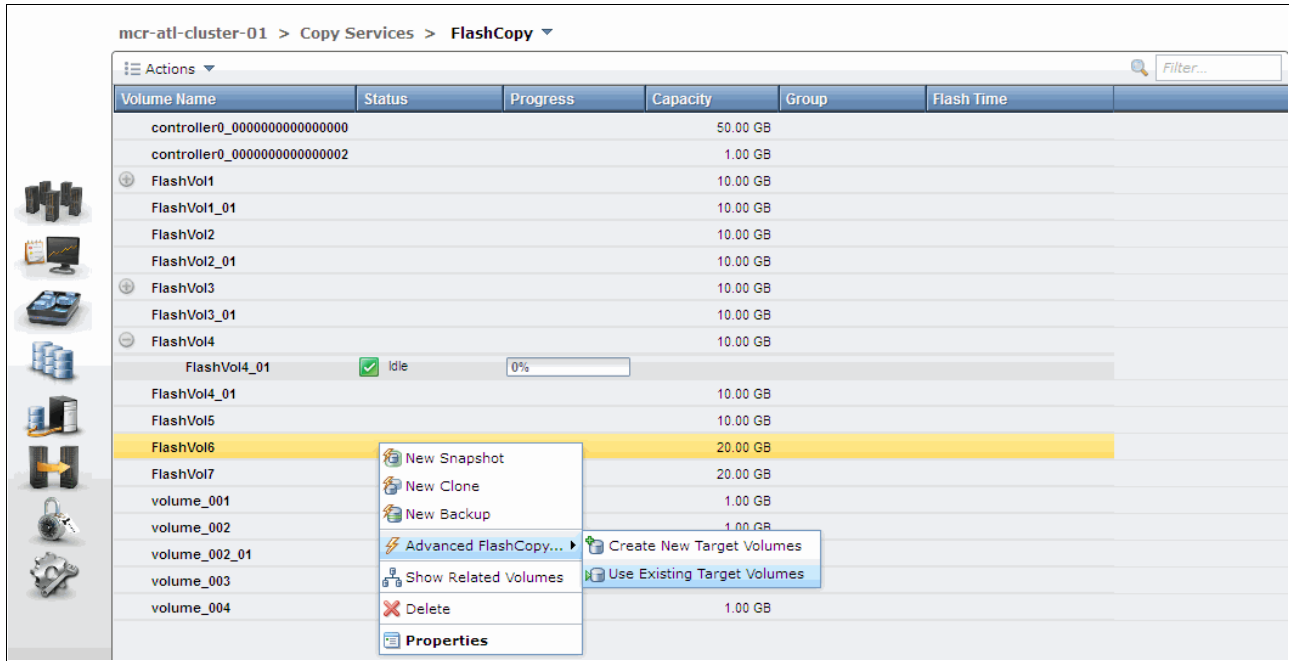 mcr-atl-cluster-01 > Copy Services > FlashCopy
Actions
Filter...
Volume Name Status Progress Capacity Group Flash Time
controller0_0000000000000000 50.00 GB
controller0_0000000000000002 1.00 GB
FlashVol1 10.00 GB
FlashVol1_01 10.00 GB
FlashVol2 10.00 GB
FlashVol2_01 10.00 GB
FlashVol3 10.00 GB
FlashVol3_01 10.00 GB
FlashVol4 10.00 GB
FlashVol4_01 Idle 0%
FlashVol4_01 10.00 GB
FlashVol5 10.00 GB
FlashVol6 20.00 GB
FlashVol7 20.00 GB
volume_001 1.00 GB
volume_002 1.00 GB
volume_002_01
volume_003
volume_004 1.00 GB
New Snapshot
New Clone
New Backup
Advanced FlashCopy...
Show Related Volumes
Delete
Properties
Create New Target Volumes
Use Existing Target Volumes